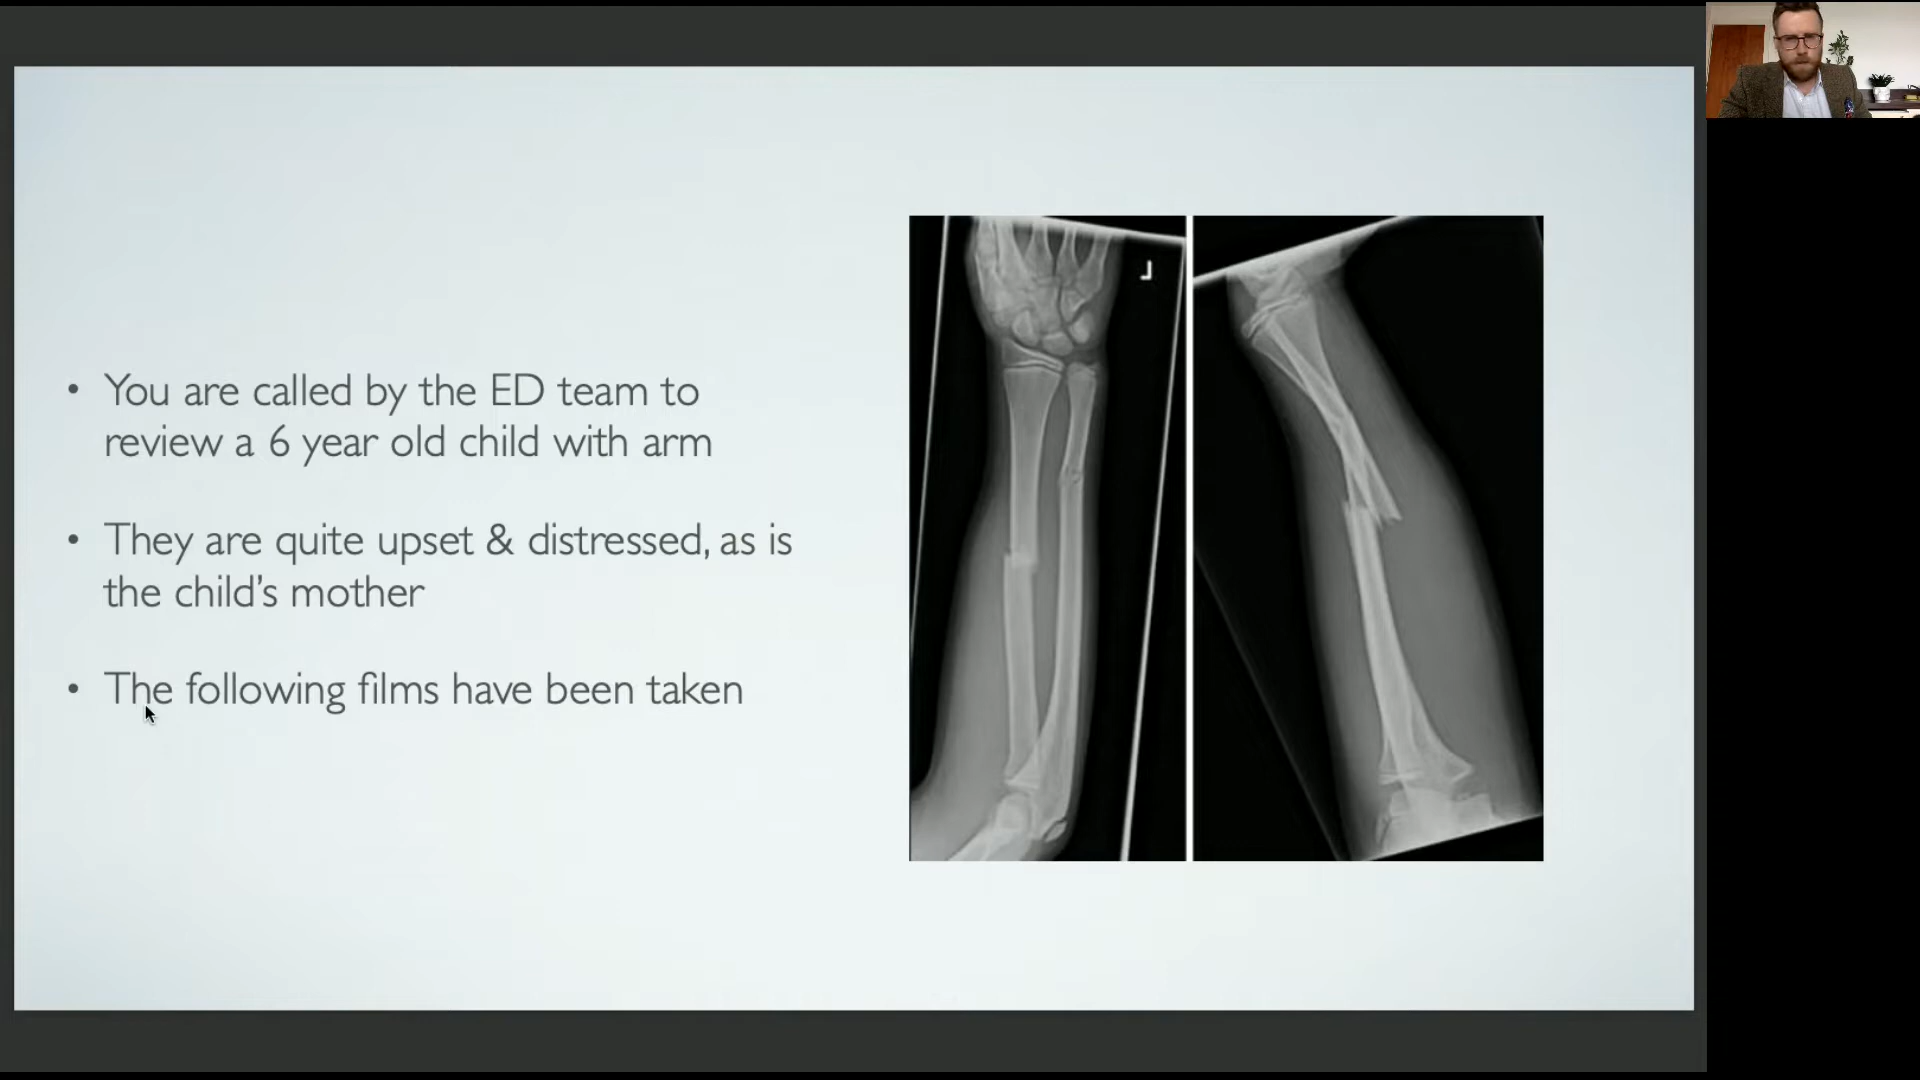 • You are called by the ED team to
review a 6 year old child with arm
• They are quite upset & distressed, as is
the child's mother
• The following films have been taken
L